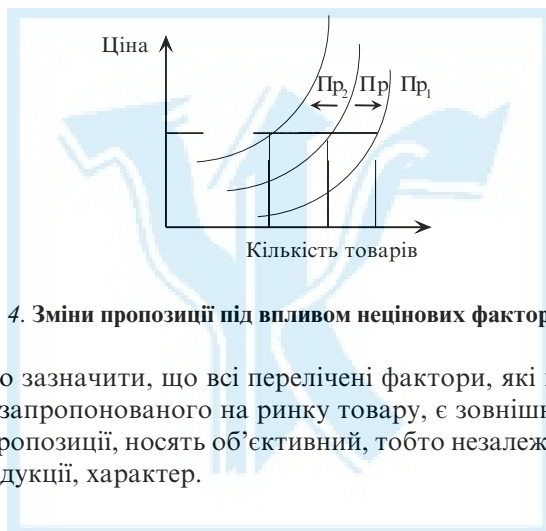 Ціна
Пр₂ Пр Пр₁
Кількість товарів
4. Зміни пропозиції під впливом нецінових фактор
о зазначити, що всі перелічені фактори, які
запропонованого на ринку товару, є зовніш
ропозиції, носять об’єктивний, тобто незалеж
дукції, характер.